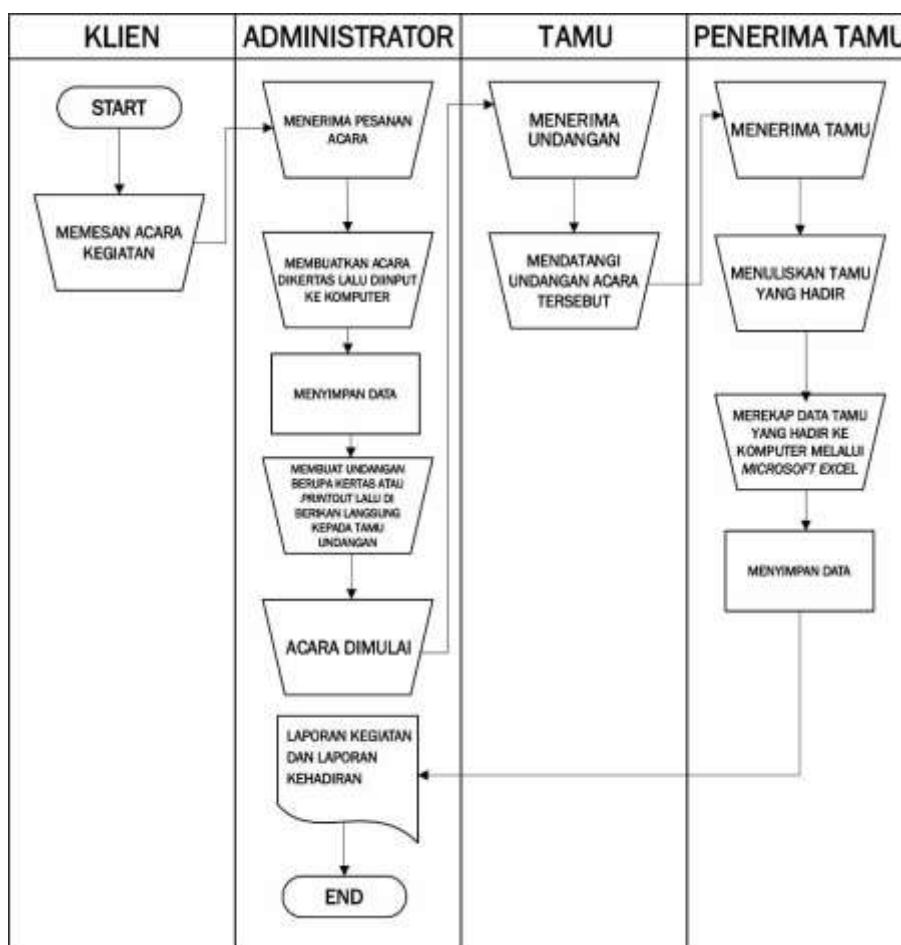 KLIEN
ADMINISTRATOR
TAMU
PENERIMA TAMU
START
MEMESAN ACARA
KEGIATAN
MENERIMA PESANAN
ACARA
MEMBUATKAN ACARA
DIKERTAS LALU DIINPUT
KE KOMPUTER
MENYIMPAN DATA
MEMBUAT UNDANGAN
BERUPA KERTAS ATAU
PRINTOUT LALU DI
BERIKAN LANGSUNG
KEPADA TAMU
UNDANGAN
ACARA DIMULAI
LAPORAN KEGIATAN
DAN LAPORAN
KEHADIRAN
END
MENERIMA
UNDANGAN
MENDATANGI
UNDANGAN ACARA
TERSEBUT
MENERIMA TAMU
MENULISKAN TAMU
YANG HADIR
MEREKAP DATA TAMU
YANG HADIR KE
KOMPUTER MELALUI
MICROSOFT EXCEL
MENYIMPAN DATA